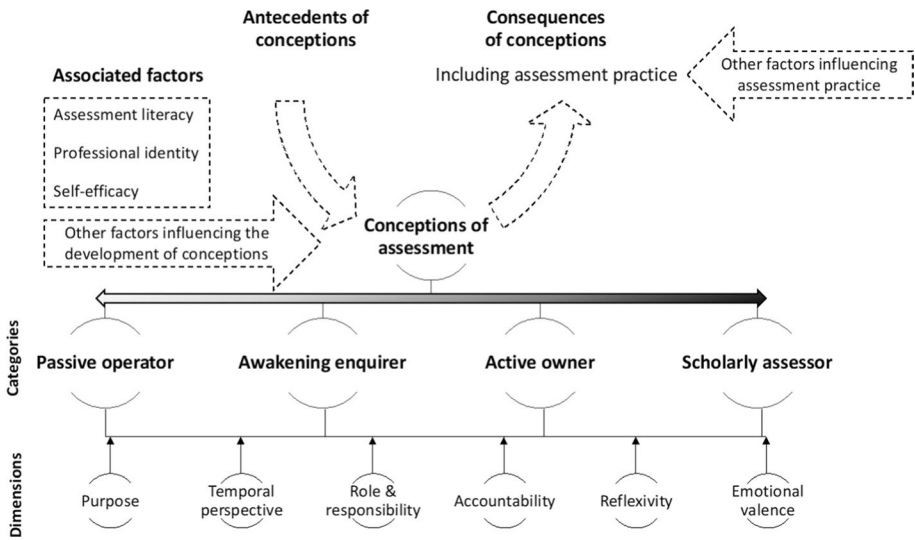 Antecedents of
conceptions
Consequences
of conceptions
Including assessment practice
Other factors influencing
assessment practice
Associated factors
Assessment literacy
Professional identity
Self-efficacy
Other factors influencing the
development of conceptions
Conceptions of
assessment
Categories
Passive operator
Awakening enquirer
Active owner
Scholarly assessor
Dimensions
Purpose
Temporal
perspective
Role &
responsibility
Accountability
Reflexivity
Emotional
valence